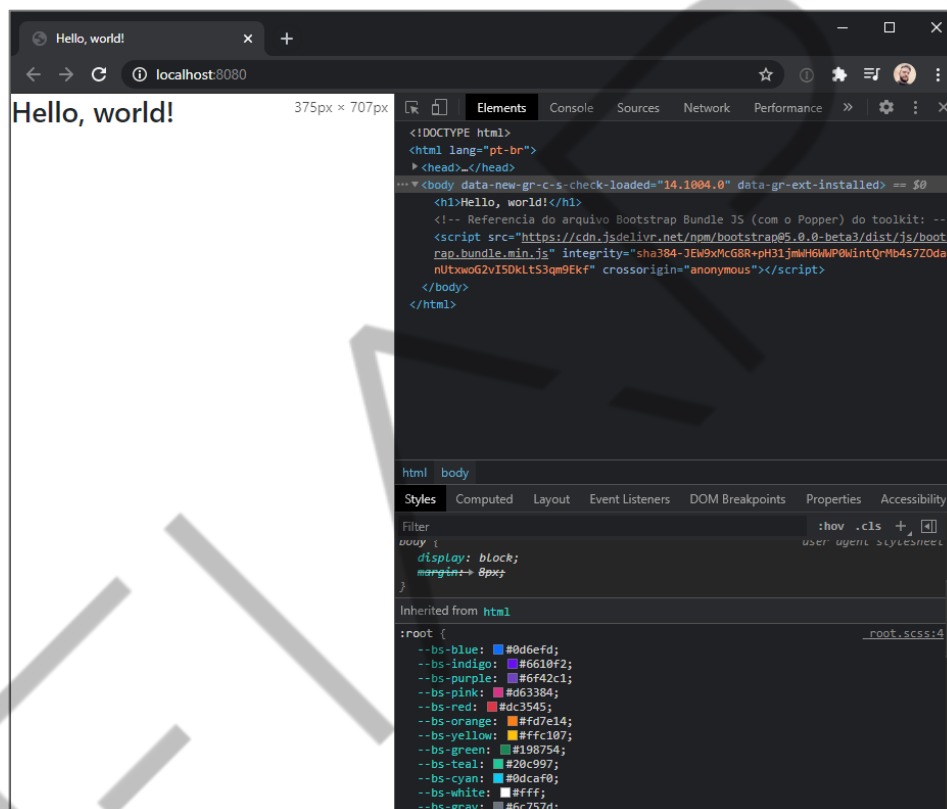 Hello, world!
localhost:8080
Hello, world!
375px × 707px
Elements Console Sources Network Performance »
<!DOCTYPE html>
<html lang="pt-br">
<head>…</head>
<body data-new-gr-c-s-check-loaded="14.1004.0" data-gr-ext-installed> == $0
<h1>Hello, world!</h1>
<!-- Referencia do arquivo Bootstrap Bundle JS (com o Popper) do toolkit: --
<script src="https://cdn.jsdelivr.net/npm/bootstrap@5.0.0-beta3/dist/js/boot
rap.bundle.min.js" integrity="sha384-JEW9xMcG8R+pH31jmWH6WWP0WintQrMb4s7ZOda
nUtxwoG2vI5DkLtS3qm9Ekf" crossorigin="anonymous"></script>
</body>
</html>
html body
Styles Computed Layout Event Listeners DOM Breakpoints Properties Accessibility
Filter :hov .cls +
body { user agent stylesheet
display: block;
margin: 8px;
}
Inherited from html
:root { _root.scss:4
--bs-blue: #0d6efd;
--bs-indigo: #6610f2;
--bs-purple: #6f42c1;
--bs-pink: #d63384;
--bs-red: #dc3545;
--bs-orange: #fd7e14;
--bs-yellow: #ffc107;
--bs-green: #198754;
--bs-teal: #20c997;
--bs-cyan: #0dcaf0;
--bs-white: #fff;
--bs-gray: #6c757d;